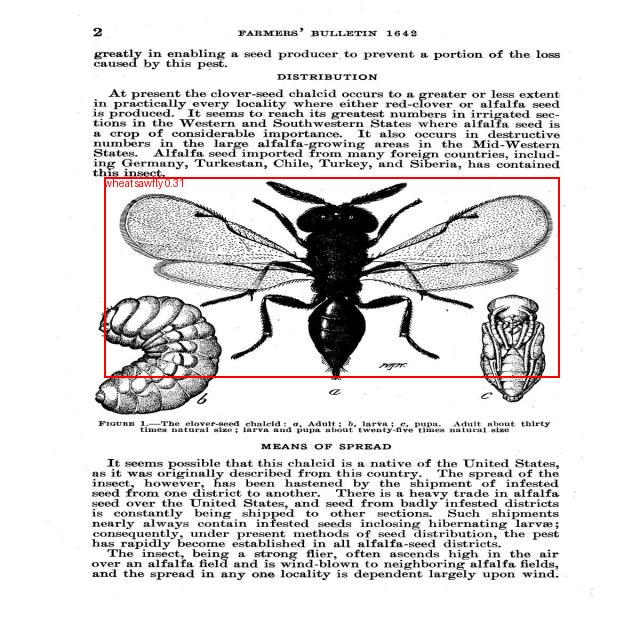 2
FARMERS' BULLETIN 1642
greatly in enabling a seed producer to prevent a portion of the loss
caused by this pest.
DISTRIBUTION
At present the clover-seed chalcid occurs to a greater or less extent
in practically every locality where either red-clover or alfalfa seed
is produced. It seems to reach its greatest numbers in irrigated sec-
tions in the Western and Southwestern States where alfalfa seed is
a crop of considerable importance. It also occurs in destructive
numbers in the large alfalfa-growing areas in the Mid-Western
States. Alfalfa seed imported from many foreign countries, includ-
ing Germany, Turkestan, Chile, Turkey, and Siberia, has contained
this insect.
wheatsawfly0.31
b
a
c
FIGURE 1.—The clover-seed chalcid: a, Adult; b, larva; c, pupa. Adult about thirty
times natural size; larva and pupa about twenty-five times natural size
MEANS OF SPREAD
It seems possible that this chalcid is a native of the United States,
as it was originally described from this country. The spread of the
insect, however, has been hastened by the shipment of infested
seed from one district to another. There is a heavy trade in alfalfa
seed over the United States, and seed from badly infested districts
is constantly being shipped to other sections. Such shipments
nearly always contain infested seeds inclosing hibernating larvæ;
consequently, under present methods of seed distribution, the pest
has rapidly become established in all alfalfa-seed districts.
The insect, being a strong flier, often ascends high in the air
over an alfalfa field and is wind-blown to neighboring alfalfa fields,
and the spread in any one locality is dependent largely upon wind.